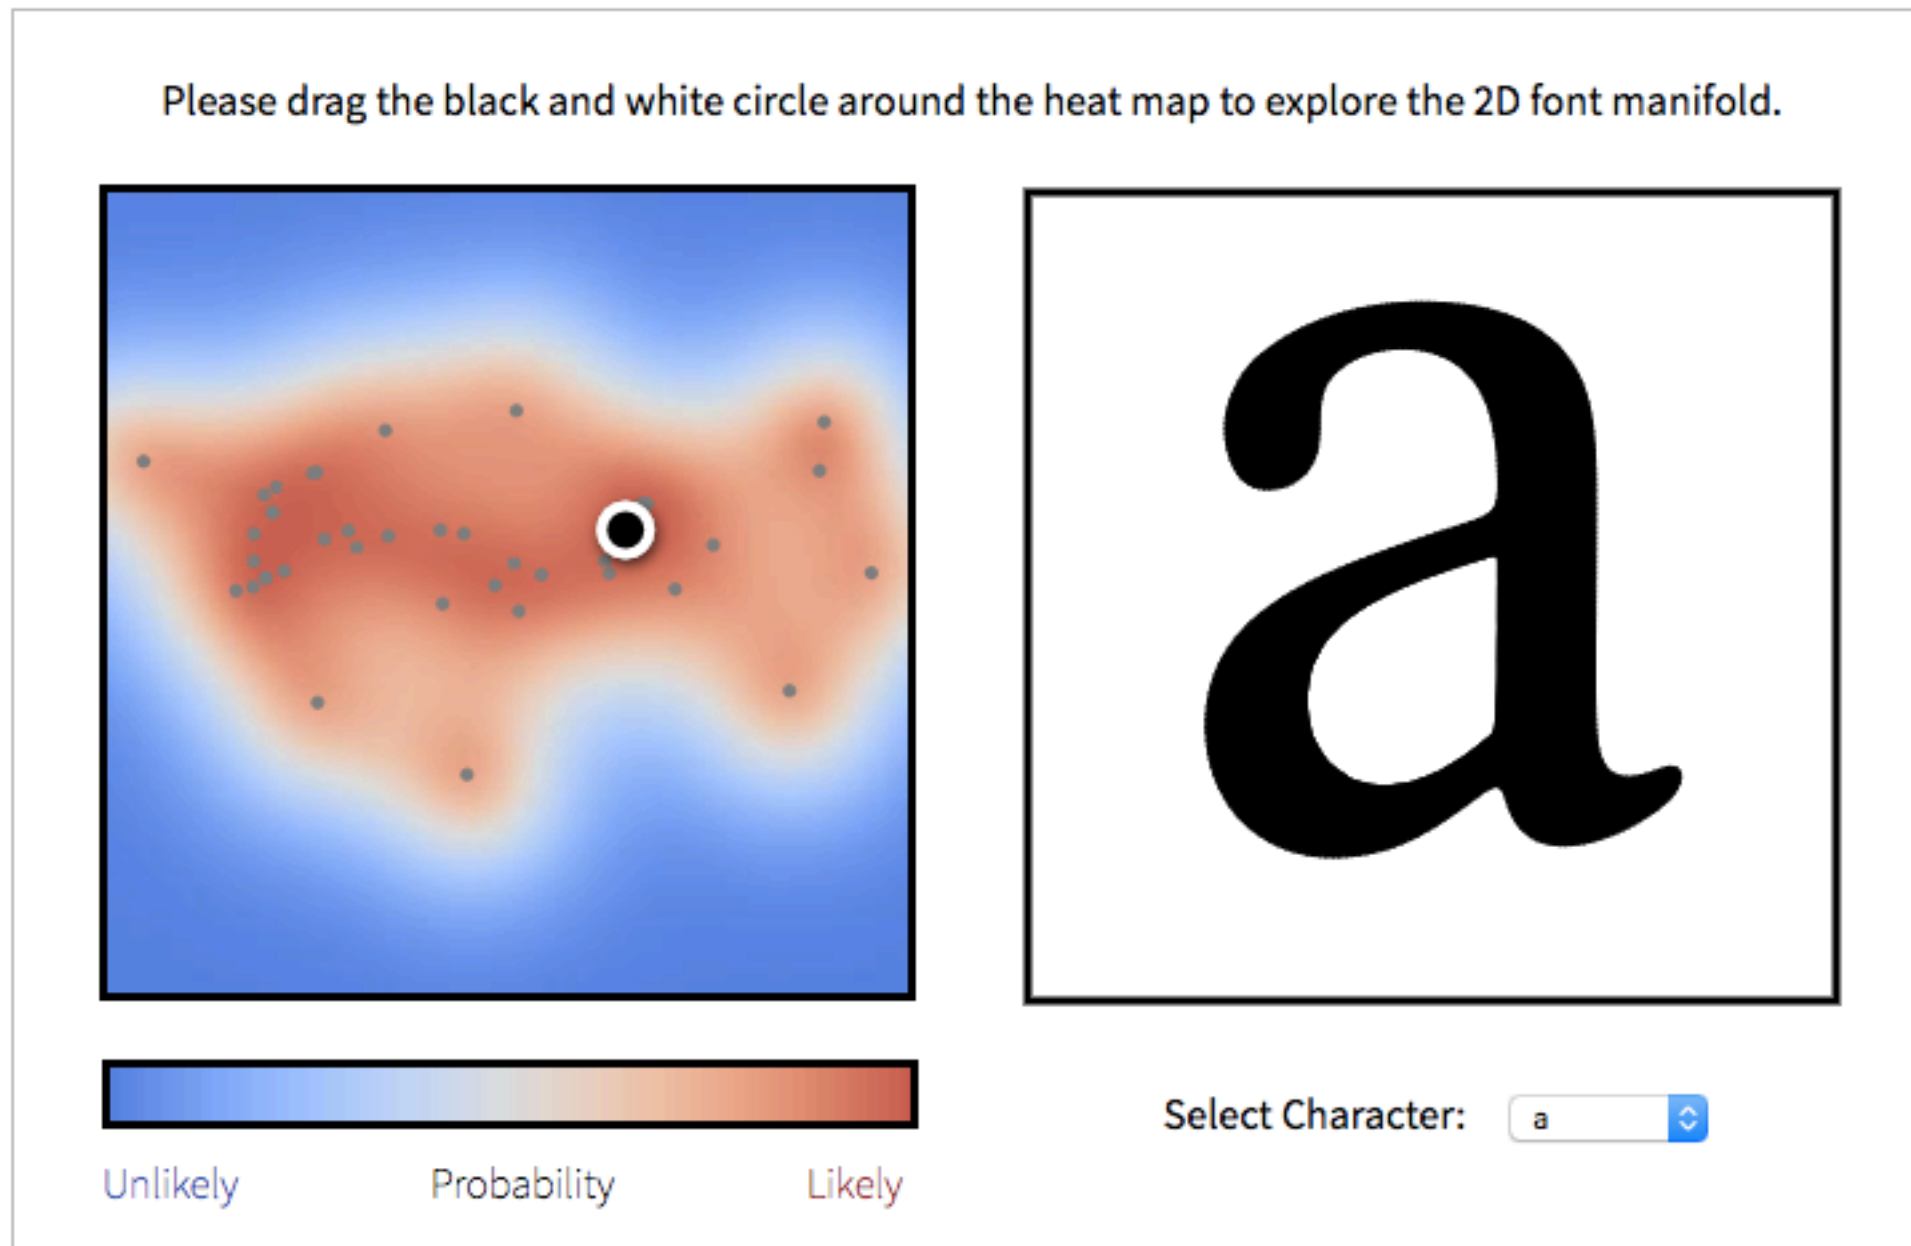 Please drag the black and white circle around the heat map to explore the 2D font manifold.
a
Select Character: a
Unlikely Probability Likely